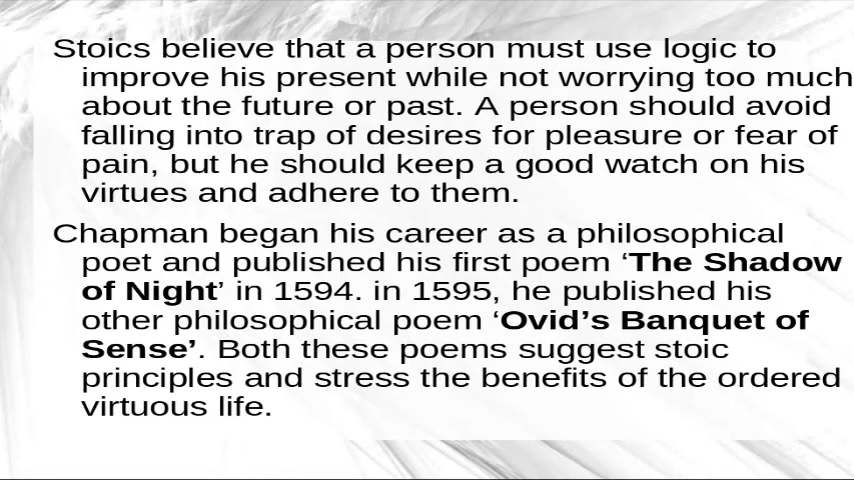 Stoics believe that a person must use logic to
improve his present while not worrying too much
about the future or past. A person should avoid
falling into trap of desires for pleasure or fear of
pain, but he should keep a good watch on his
virtues and adhere to them.
Chapman began his career as a philosophical
poet and published his first poem ‘The Shadow
of Night’ in 1594. in 1595, he published his
other philosophical poem ‘Ovid’s Banquet of
Sense’. Both these poems suggest stoic
principles and stress the benefits of the ordered
virtuous life.